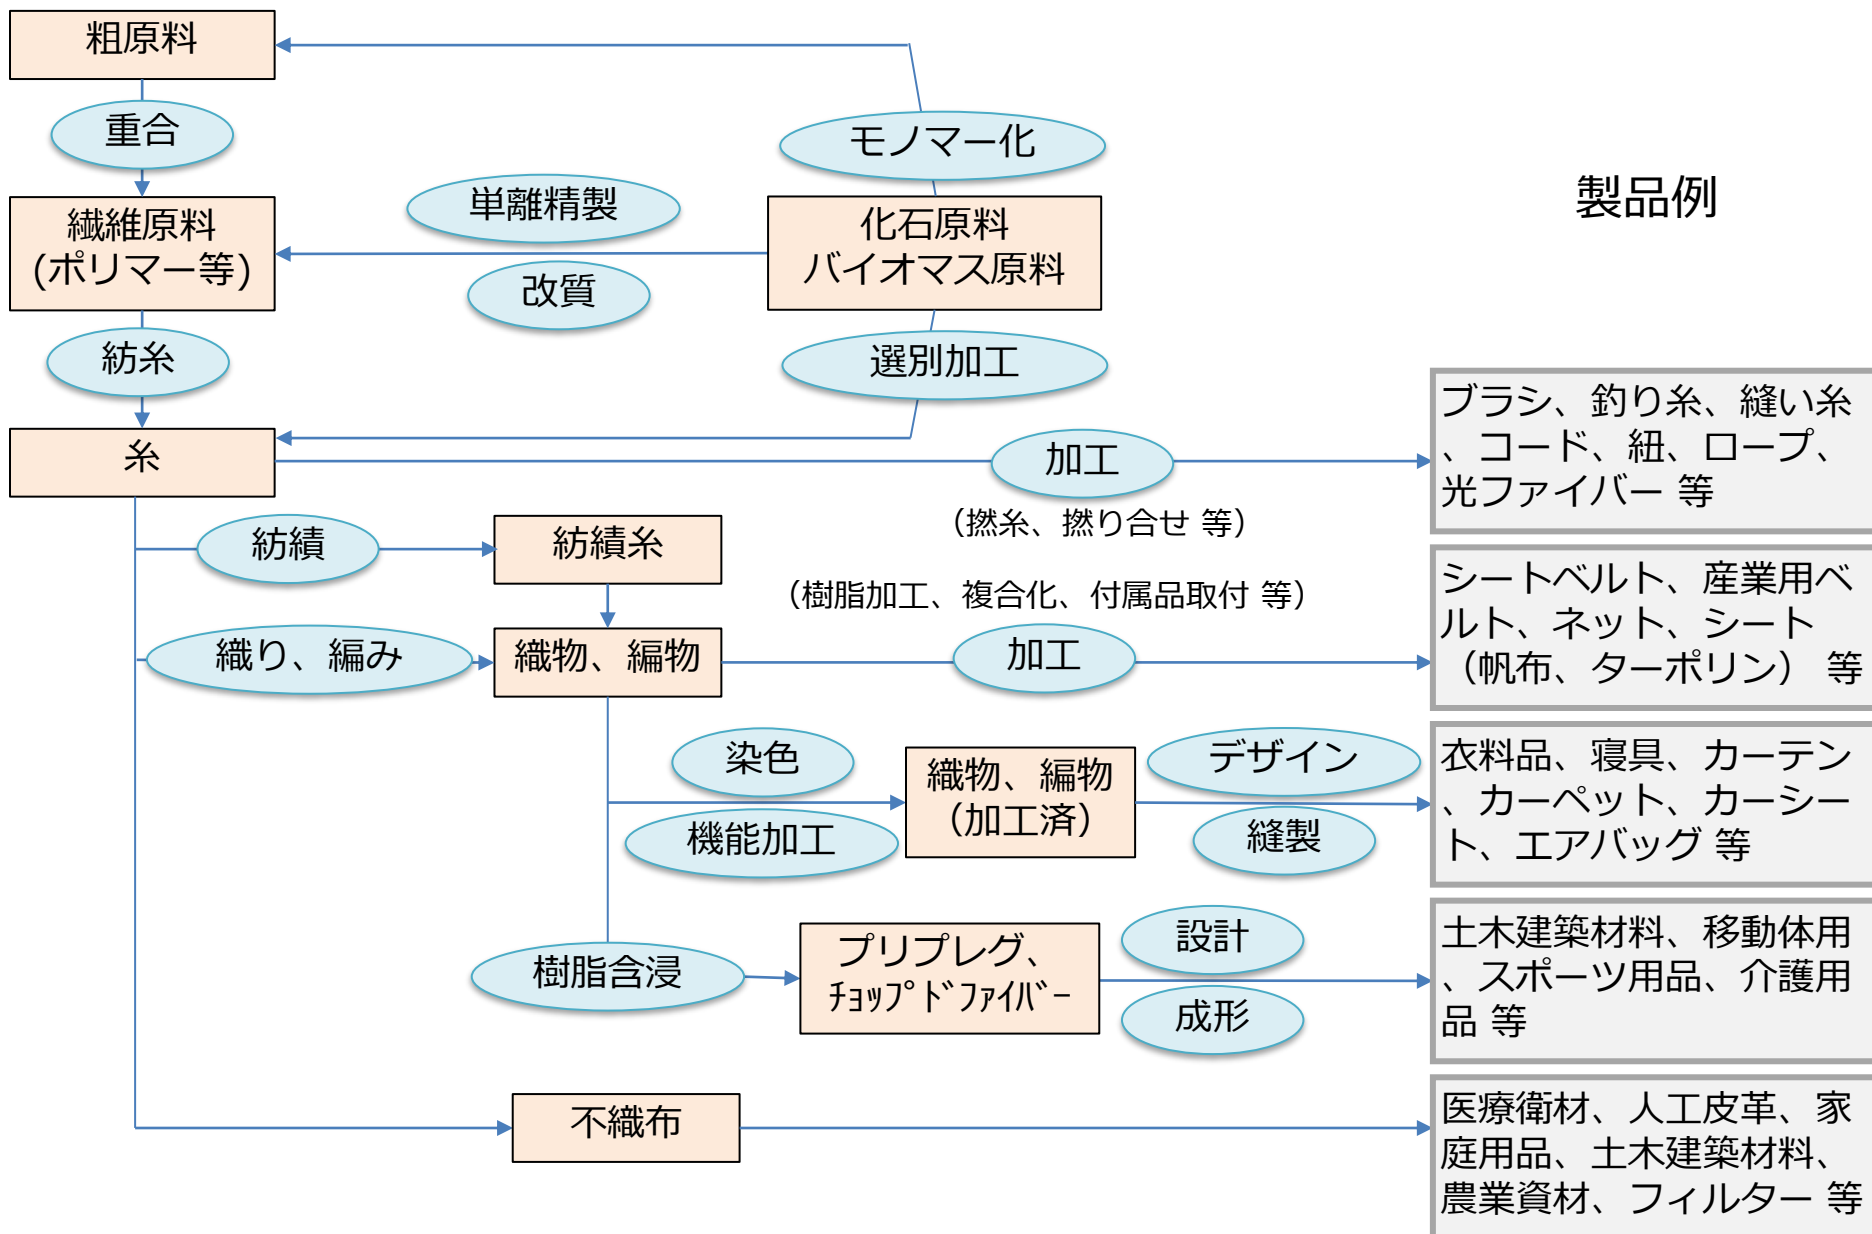 粗原料
重合
モノマー化
単離精製
製品例
繊維原料
(ポリマー等)
化石原料
バイオマス原料
改質
紡糸
選別加工
糸
加工
ブラシ、釣り糸、縫い糸
、コード、紐、ロープ、
光ファイバー 等
（撚糸、撚り合せ 等）
紡績
紡績糸
（樹脂加工、複合化、付属品取付 等）
シートベルト、産業用ベ
ルト、ネット、シート
（帆布、ターポリン） 等
織り、編み
織物、編物
加工
染色
機能加工
織物、編物
（加工済）
デザイン
縫製
衣料品、寝具、カーテン
、カーペット、カーシー
ト、エアバッグ 等
樹脂含浸
プリプレグ、
ﾁｮｯﾌﾟﾄﾞﾌｧｲﾊﾞｰ
設計
成形
土木建築材料、移動体用
、スポーツ用品、介護用
品 等
不織布
医療衛材、人工皮革、家
庭用品、土木建築材料、
農業資材、フィルター 等